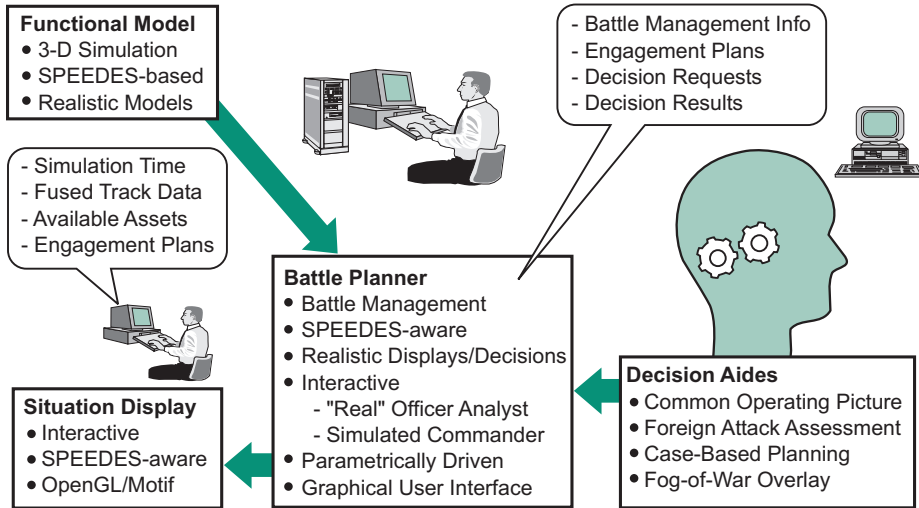 Functional Model
• 3-D Simulation
• SPEEDES-based
• Realistic Models
- Battle Management Info
- Engagement Plans
- Decision Requests
- Decision Results
- Simulation Time
- Fused Track Data
- Available Assets
- Engagement Plans
Battle Planner
• Battle Management
• SPEEDES-aware
• Realistic Displays/Decisions
• Interactive
- "Real" Officer Analyst
- Simulated Commander
• Parametrically Driven
• Graphical User Interface
Situation Display
• Interactive
• SPEEDES-aware
• OpenGL/Motif
Decision Aides
• Common Operating Picture
• Foreign Attack Assessment
• Case-Based Planning
• Fog-of-War Overlay